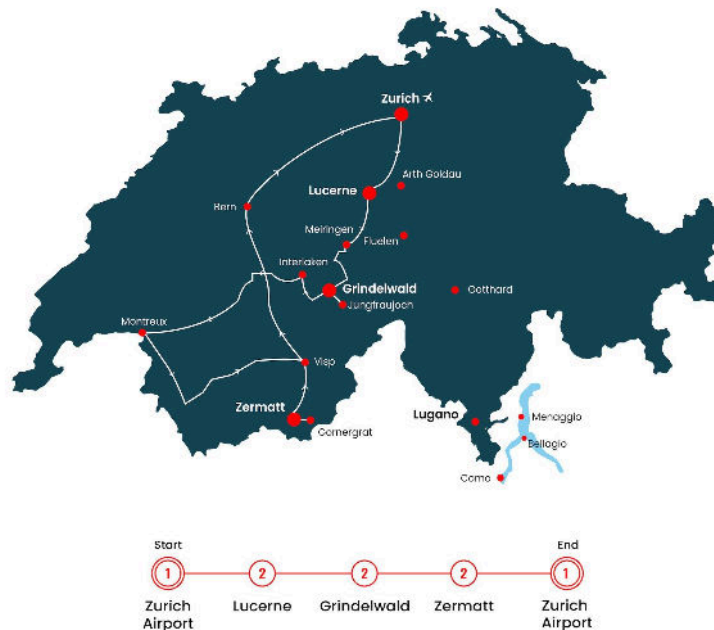 Zurich
Arth Goldau
Lucerne
Bern
Meiringen
Fluelen
Interlaken
Grindelwald
Gotthard
Jungfraujoch
Montreux
Visp
Zermatt
Lugano
Menaggio
Gornergrat
Bellagio
Como
Start
End
1
2
2
2
1
Zurich
Airport
Lucerne
Grindelwald
Zermatt
Zurich
Airport